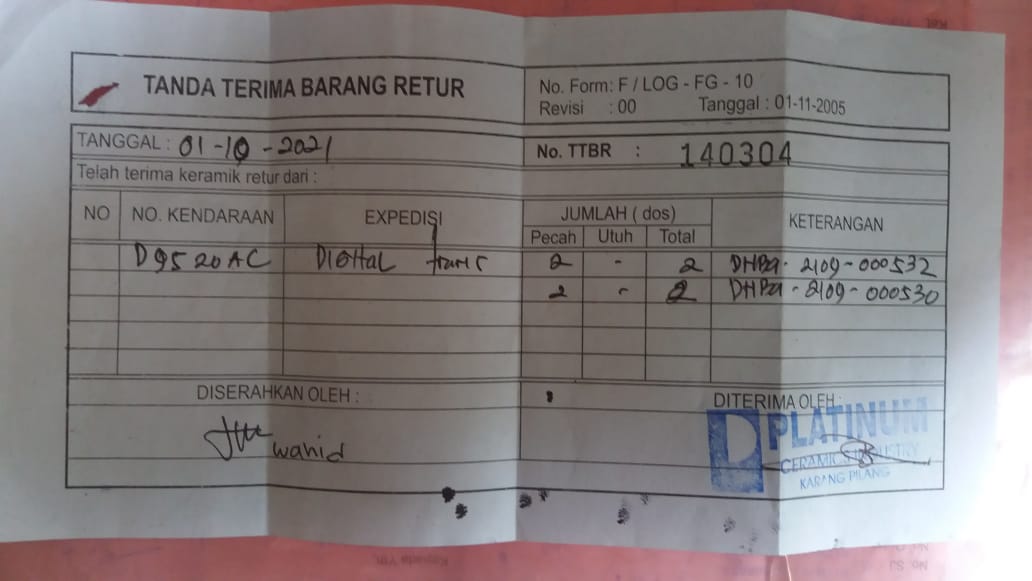 TANDA TERIMA BARANG RETUR
No. Form: F / LOG - FG - 10
Revisi : 00 Tanggal : 01-11-2005
TANGGAL : 01-10-2021
No. TTBR : 140304
Telah terima keramik retur dari :
NO NO. KENDARAAN EXPEDISI JUMLAH ( dos) KETERANGAN
Pecah Utuh Total
D 9520 AC Digital trans 2 - 2 DHBa - 2109 - 000532
2 - 2 DHBa - 2109 - 000530
DISERAHKAN OLEH : DITERIMA OLEH :
wahid
PLATINUM
CERAMICS INDUSTRY
KARANG PILANG